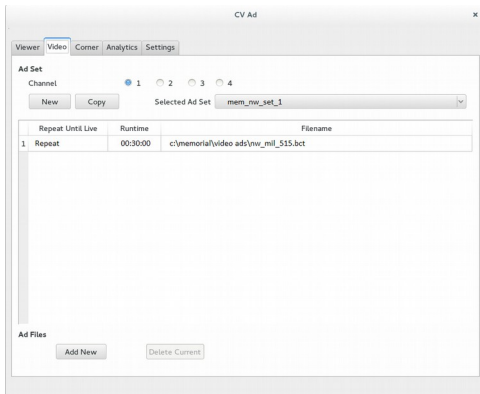 CV Ad ×
Viewer Video Corner Analytics Settings
Ad Set
Channel 1 2 3 4
New Copy Selected Ad Set mem_nw_set_1
Repeat Until Live Runtime Filename
1 Repeat 00:30:00 c:\memorial\video ads\nw_mil_515.bct
Ad Files
Add New Delete Current